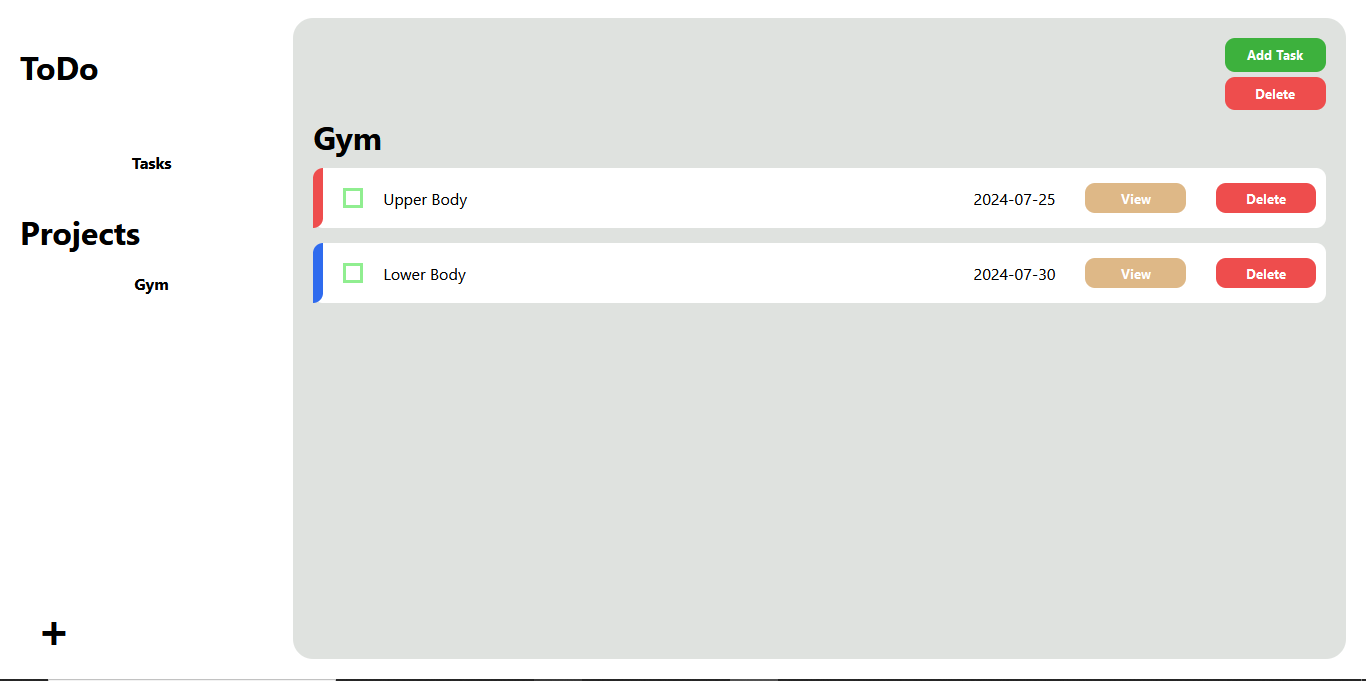 ToDo
Tasks
Projects
Gym
+
Add Task
Delete
Gym
Upper Body 2024-07-25 View Delete
Lower Body 2024-07-30 View Delete